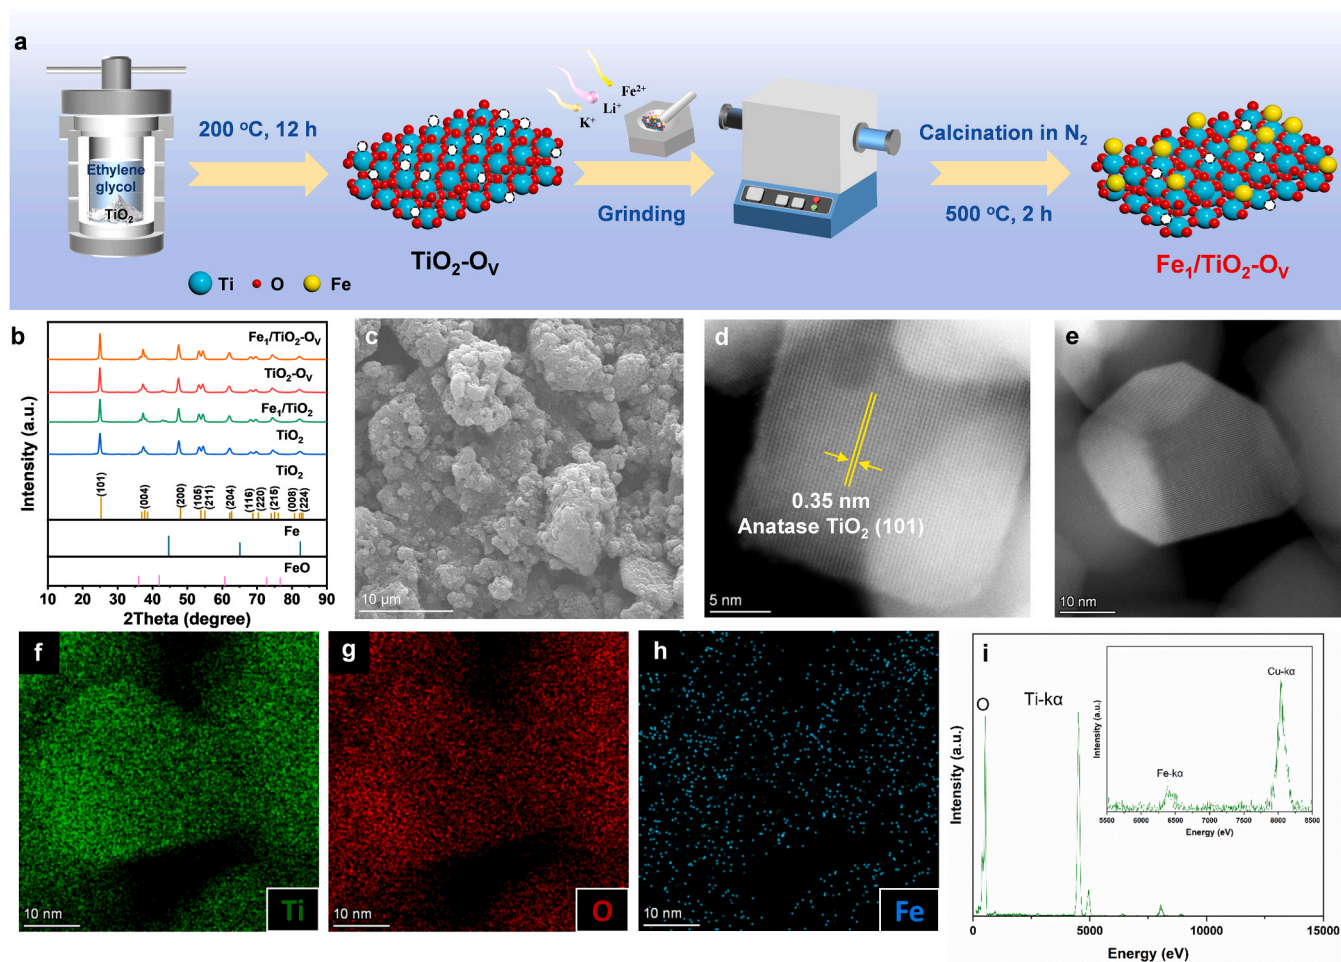 a
200 °C, 12 h
Fe²⁺
Li⁺
K⁺
Calcination in N₂
Ethylene
glycol
TiO₂
Grinding
500 °C, 2 h
TiO₂-Oᵥ
Fe₁/TiO₂-Oᵥ
Ti O Fe
b
Fe₁/TiO₂-Oᵥ
TiO₂-Oᵥ
Fe₁/TiO₂
TiO₂
TiO₂
(101)
(004)
(200)
(105)
(211)
(204)
(116)
(220)
(215)
(008)
(224)
Fe
FeO
Intensity (a.u.)
10 20 30 40 50 60 70 80 90
2Theta (degree)
c
10 µm
d
0.35 nm
Anatase TiO₂ (101)
5 nm
e
10 nm
f
10 nm
Ti
g
10 nm
O
h
10 nm
Fe
i
O
Ti-kα
Intensity (a.u.)
0 5000 10000 15000
Energy (eV)
Cu-kα
Fe-kα
Intensity (a.u.)
5500 6000 6500 7000 7500 8000 8500
Energy (eV)